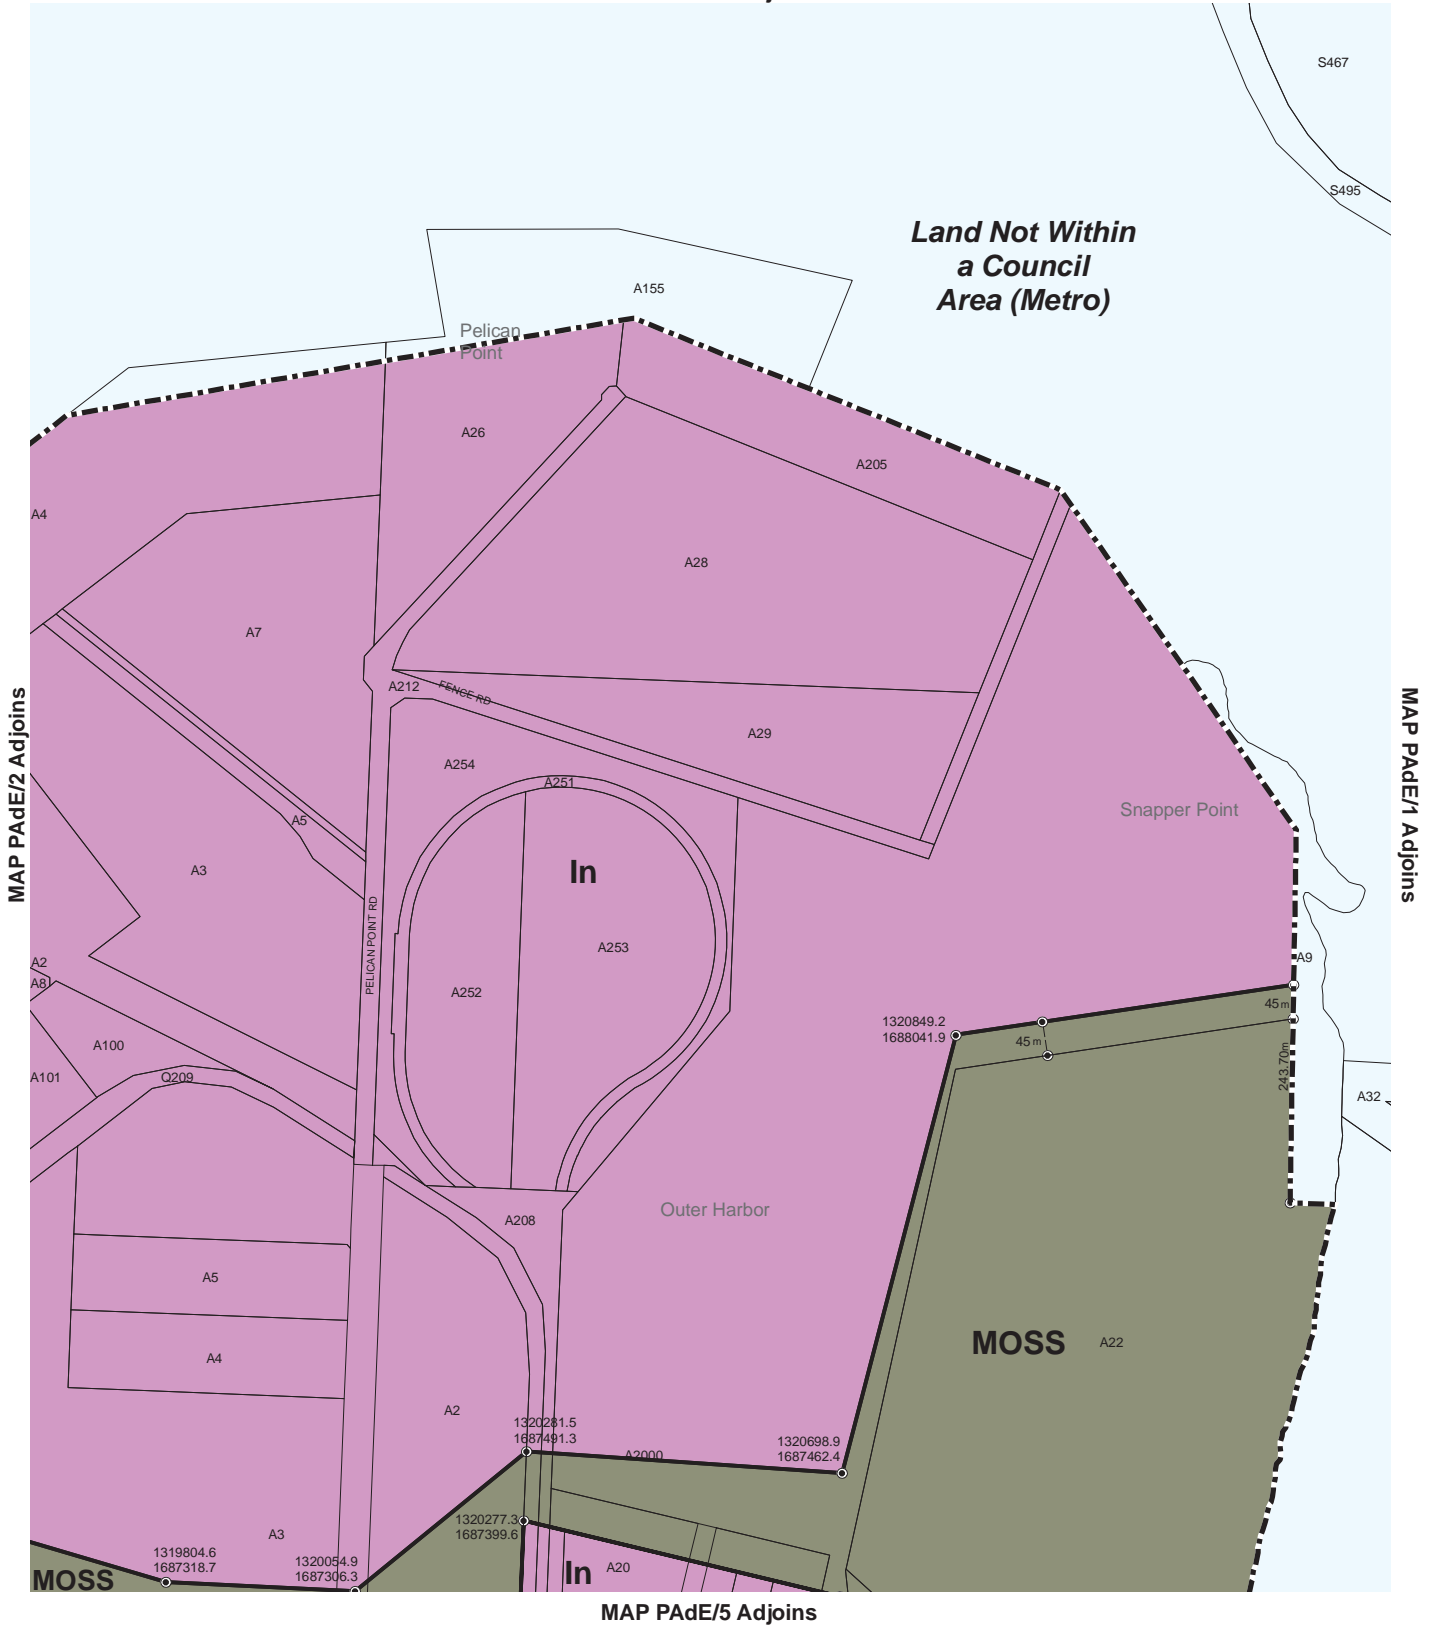 S467
S495
Land Not Within
a Council
Area (Metro)
A155
Pelican
Point
A26
A205
A4
A28
A7
A212
FENCE RD
A29
A254
A251
Snapper Point
A5
A3
In
MAP PAdE/2 Adjoins
MAP PAdE/1 Adjoins
PELICAN POINT RD
A253
A9
A2
A8
A252
45m
1320849.2
1688041.9
45m
A100
243.70m
A101
Q209
A32
Outer Harbor
A208
A5
MOSS
A22
A4
A2
1320281.5
1687491.3
A2000
1320698.9
1687462.4
1320277.3
1687399.6
A3
1319804.6
1687318.7
1320054.9
1687306.3
MOSS
In
A20
MAP PAdE/5 Adjoins